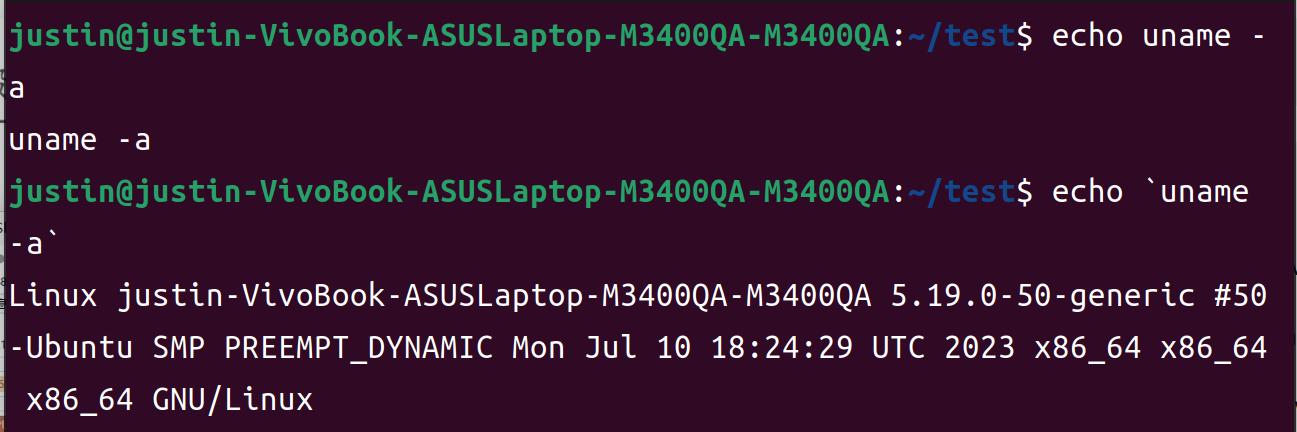 justin@justin-VivoBook-ASUSLaptop-M3400QA-M3400QA:~/test$ echo uname -
a
uname -a
justin@justin-VivoBook-ASUSLaptop-M3400QA-M3400QA:~/test$ echo `uname
-a`
Linux justin-VivoBook-ASUSLaptop-M3400QA-M3400QA 5.19.0-50-generic #50
-Ubuntu SMP PREEMPT_DYNAMIC Mon Jul 10 18:24:29 UTC 2023 x86_64 x86_64
x86_64 GNU/Linux